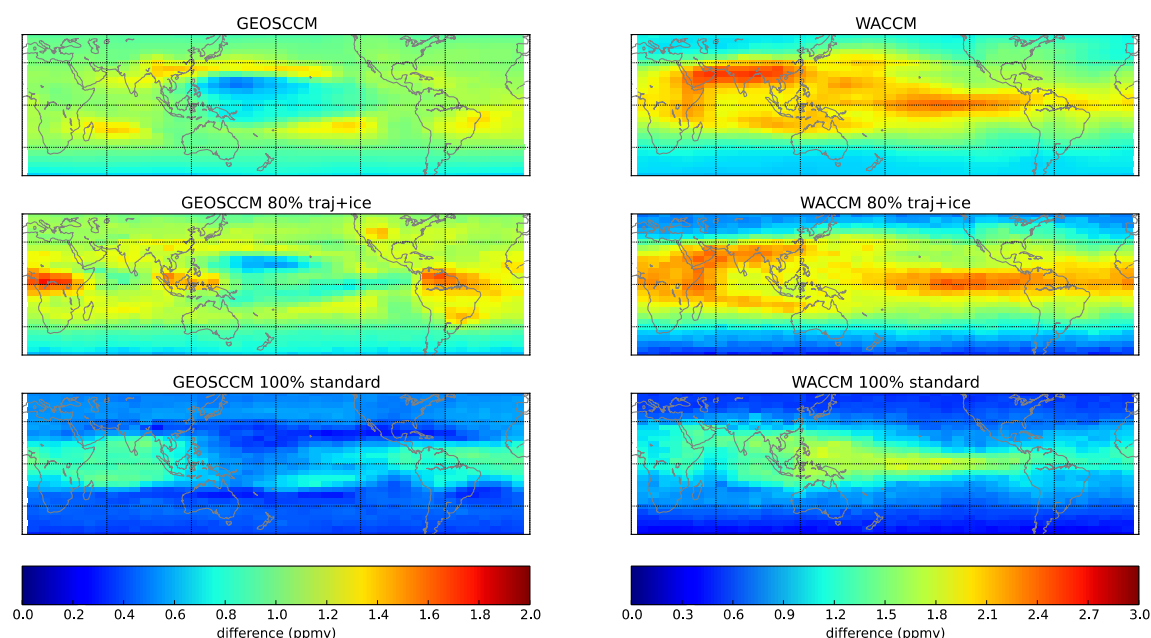 GEOSCCM
WACCM
GEOSCCM 80% traj+ice
WACCM 80% traj+ice
GEOSCCM 100% standard
WACCM 100% standard
0.0 0.2 0.4 0.6 0.8 1.0 1.2 1.4 1.6 1.8 2.0
difference (ppmv)
0.0 0.3 0.6 0.9 1.2 1.5 1.8 2.1 2.4 2.7 3.0
difference (ppmv)